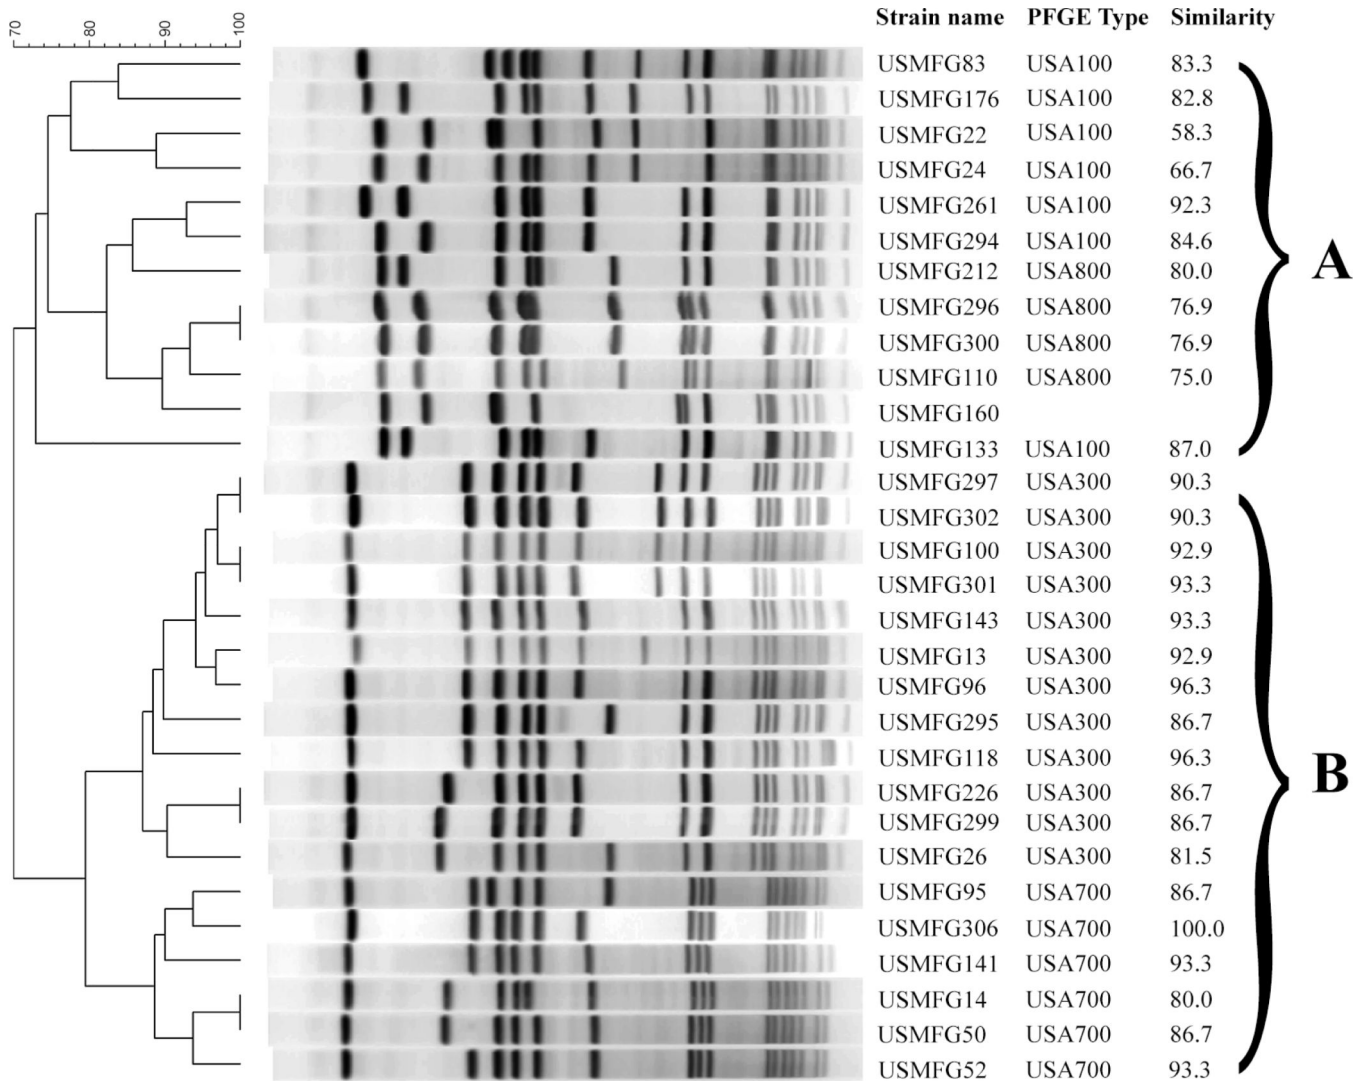 70 80 90 100
Strain name PFGE Type Similarity
USMFG83 USA100 83.3
USMFG176 USA100 82.8
USMFG22 USA100 58.3
USMFG24 USA100 66.7
USMFG261 USA100 92.3
USMFG294 USA100 84.6
A
USMFG212 USA800 80.0
USMFG296 USA800 76.9
USMFG300 USA800 76.9
USMFG110 USA800 75.0
USMFG160
USMFG133 USA100 87.0
USMFG297 USA300 90.3
USMFG302 USA300 90.3
USMFG100 USA300 92.9
USMFG301 USA300 93.3
USMFG143 USA300 93.3
USMFG13 USA300 92.9
USMFG96 USA300 96.3
USMFG295 USA300 86.7
USMFG118 USA300 96.3
B
USMFG226 USA300 86.7
USMFG299 USA300 86.7
USMFG26 USA300 81.5
USMFG95 USA700 86.7
USMFG306 USA700 100.0
USMFG141 USA700 93.3
USMFG14 USA700 80.0
USMFG50 USA700 86.7
USMFG52 USA700 93.3